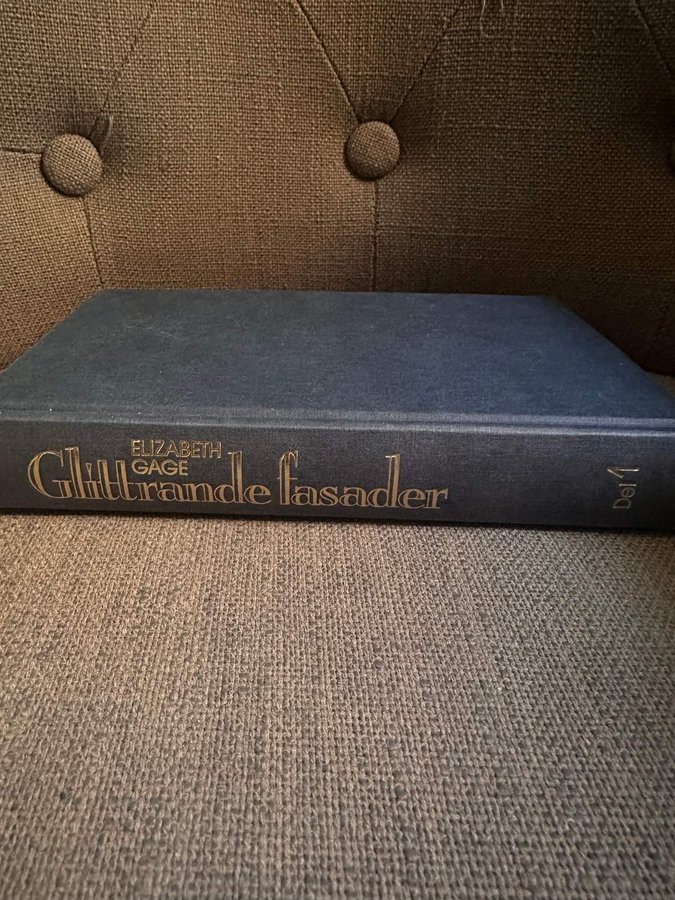 ELIZABETH
GAGE
Glittrande fasader
Del 1